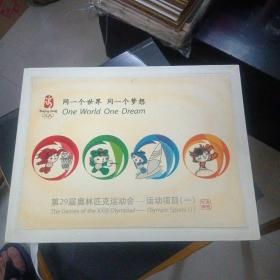 同一个世界 同一个梦想
One World One Dream
第29届奥林匹克运动会——运动项目(一)
The Games of the XXIX Olympiad——Olympic Sports (I)